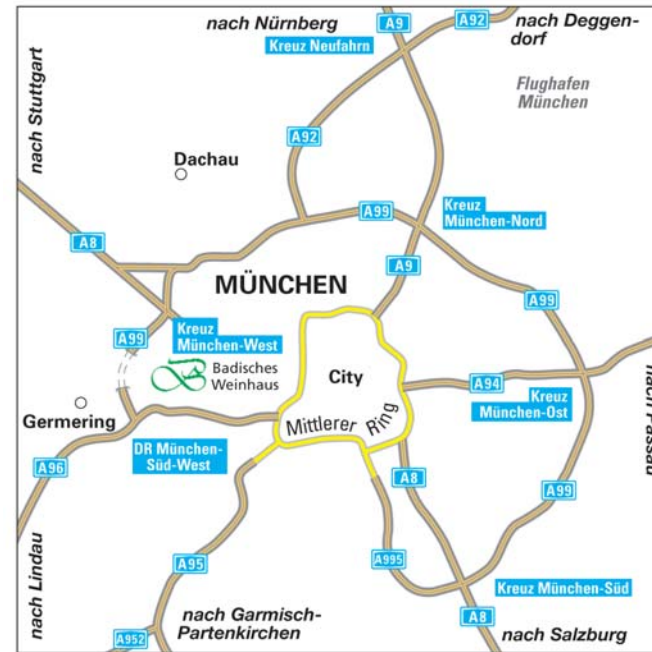 nach Nürnberg
A9
A92
nach Deggen-
dorf
Kreuz Neufahrn
Flughafen
München
nach Stuttgart
A92
Dachau
A99
Kreuz
München-Nord
A8
A9
MÜNCHEN
A99
A99
Kreuz
München-West
Badisches
Weinhaus
City
A94
Kreuz
München-Ost
nach Passau
Germering
Mittlerer Ring
DR München-
Süd-West
A96
A8
A99
nach Lindau
A95
A995
Kreuz München-Süd
nach Garmisch-
Partenkirchen
A952
A8
nach Salzburg